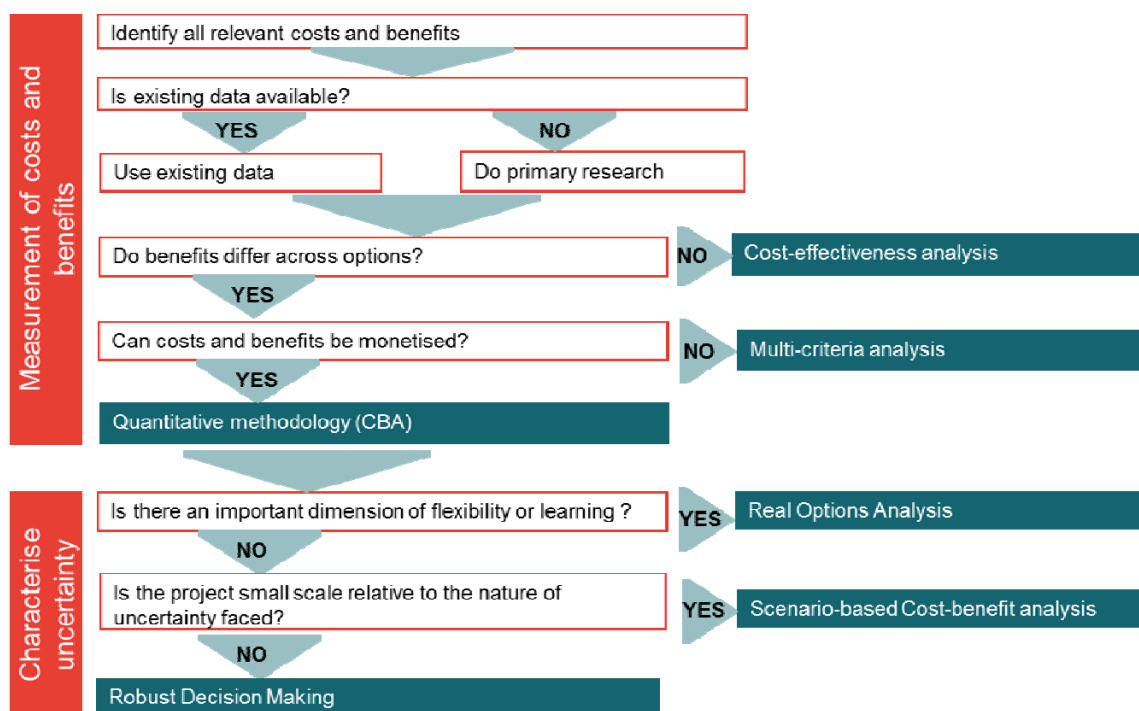 Measurement of costs and
benefits
Identify all relevant costs and benefits
Is existing data available?
YES
NO
Use existing data
Do primary research
Do benefits differ across options?
NO
Cost-effectiveness analysis
YES
Can costs and benefits be monetised?
NO
Multi-criteria analysis
YES
Quantitative methodology (CBA)
Characterise
uncertainty
Is there an important dimension of flexibility or learning ?
YES
Real Options Analysis
NO
Is the project small scale relative to the nature of
uncertainty faced?
YES
Scenario-based Cost-benefit analysis
NO
Robust Decision Making